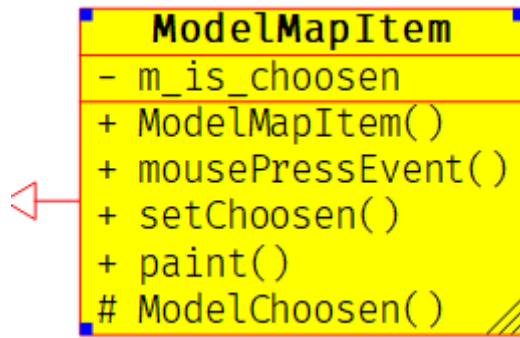 ModelMapItem
- m_is_choosen
+ ModelMapItem()
+ mousePressEvent()
+ setChoosen()
+ paint()
# ModelChoosen()